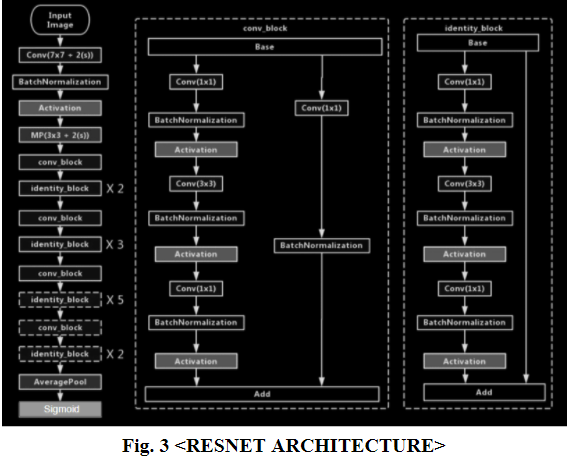 Input
Image
Conv(7x7 + 2(s))
BatchNormalization
Activation
MP(3x3 + 2(s))
conv_block
identity_block X 2
conv_block
identity_block X 3
conv_block
identity_block X 5
conv_block
identity_block X 2
AveragePool
Sigmoid
conv_block
Base
Conv(1x1)
BatchNormalization
Activation
Conv(3x3)
BatchNormalization
Activation
Conv(1x1)
BatchNormalization
Activation
Conv(1x1)
BatchNormalization
Add
identity_block
Base
Conv(1x1)
BatchNormalization
Activation
Conv(3x3)
BatchNormalization
Activation
Conv(1x1)
BatchNormalization
Activation
Add
Fig. 3 <RESNET ARCHITECTURE>